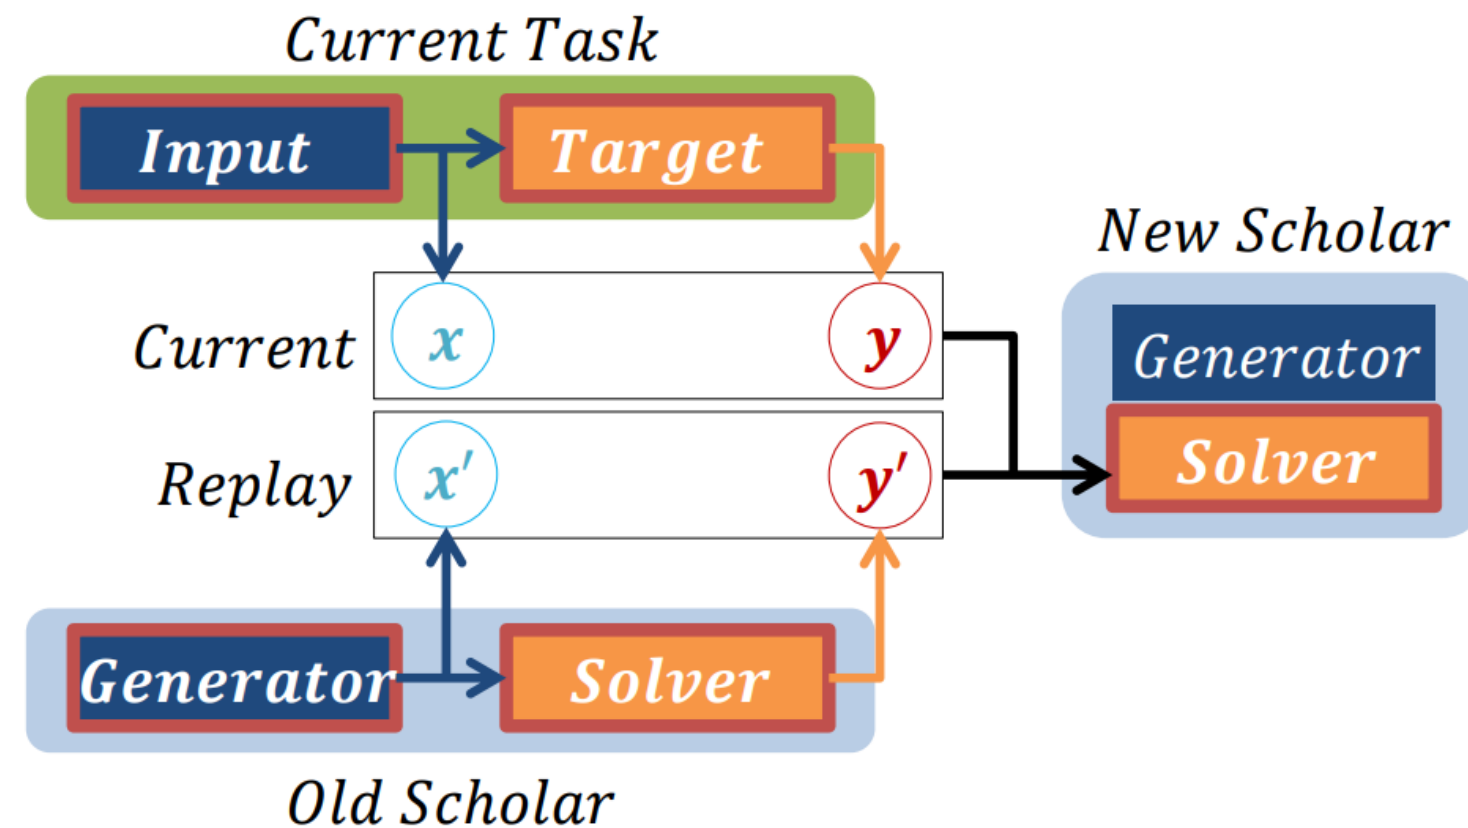 Current Task
Input
Target
New Scholar
Current
x
y
Generator
Replay
x′
y′
Solver
Generator
Solver
Old Scholar